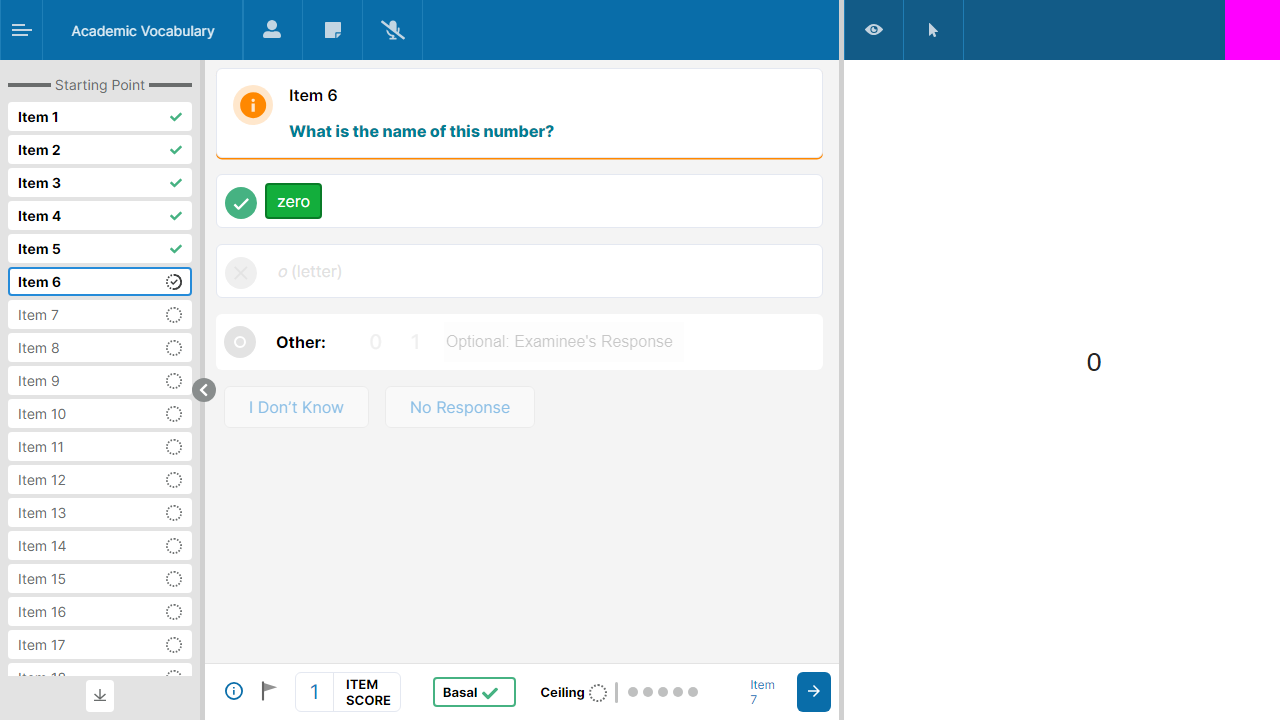 Academic Vocabulary
Starting Point
Item 1
Item 2
Item 3
Item 4
Item 5
Item 6
Item 7
Item 8
Item 9
Item 10
Item 11
Item 12
Item 13
Item 14
Item 15
Item 16
Item 17
Item 6
What is the name of this number?
zero
o (letter)
Other: 0 1 Optional: Examinee's Response
I Don't Know No Response
1 ITEM SCORE
Basal
Ceiling
Item 7
0